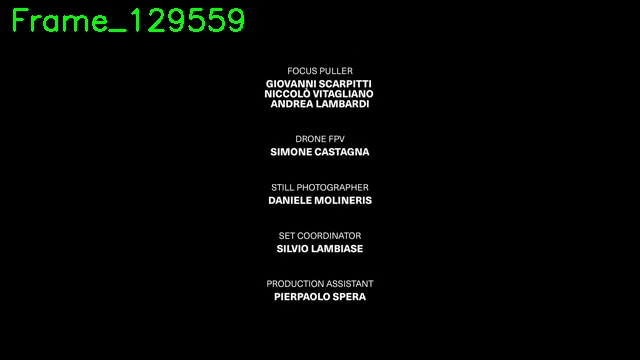 Frame_129559
FOCUS PULLER
GIOVANNI SCARPITTI
NICCOLÒ VITAGLIANO
ANDREA LAMBARDI
DRONE FPV
SIMONE CASTAGNA
STILL PHOTOGRAPHER
DANIELE MOLINERIS
SET COORDINATOR
SILVIO LAMBIASE
PRODUCTION ASSISTANT
PIERPAOLO SPERA